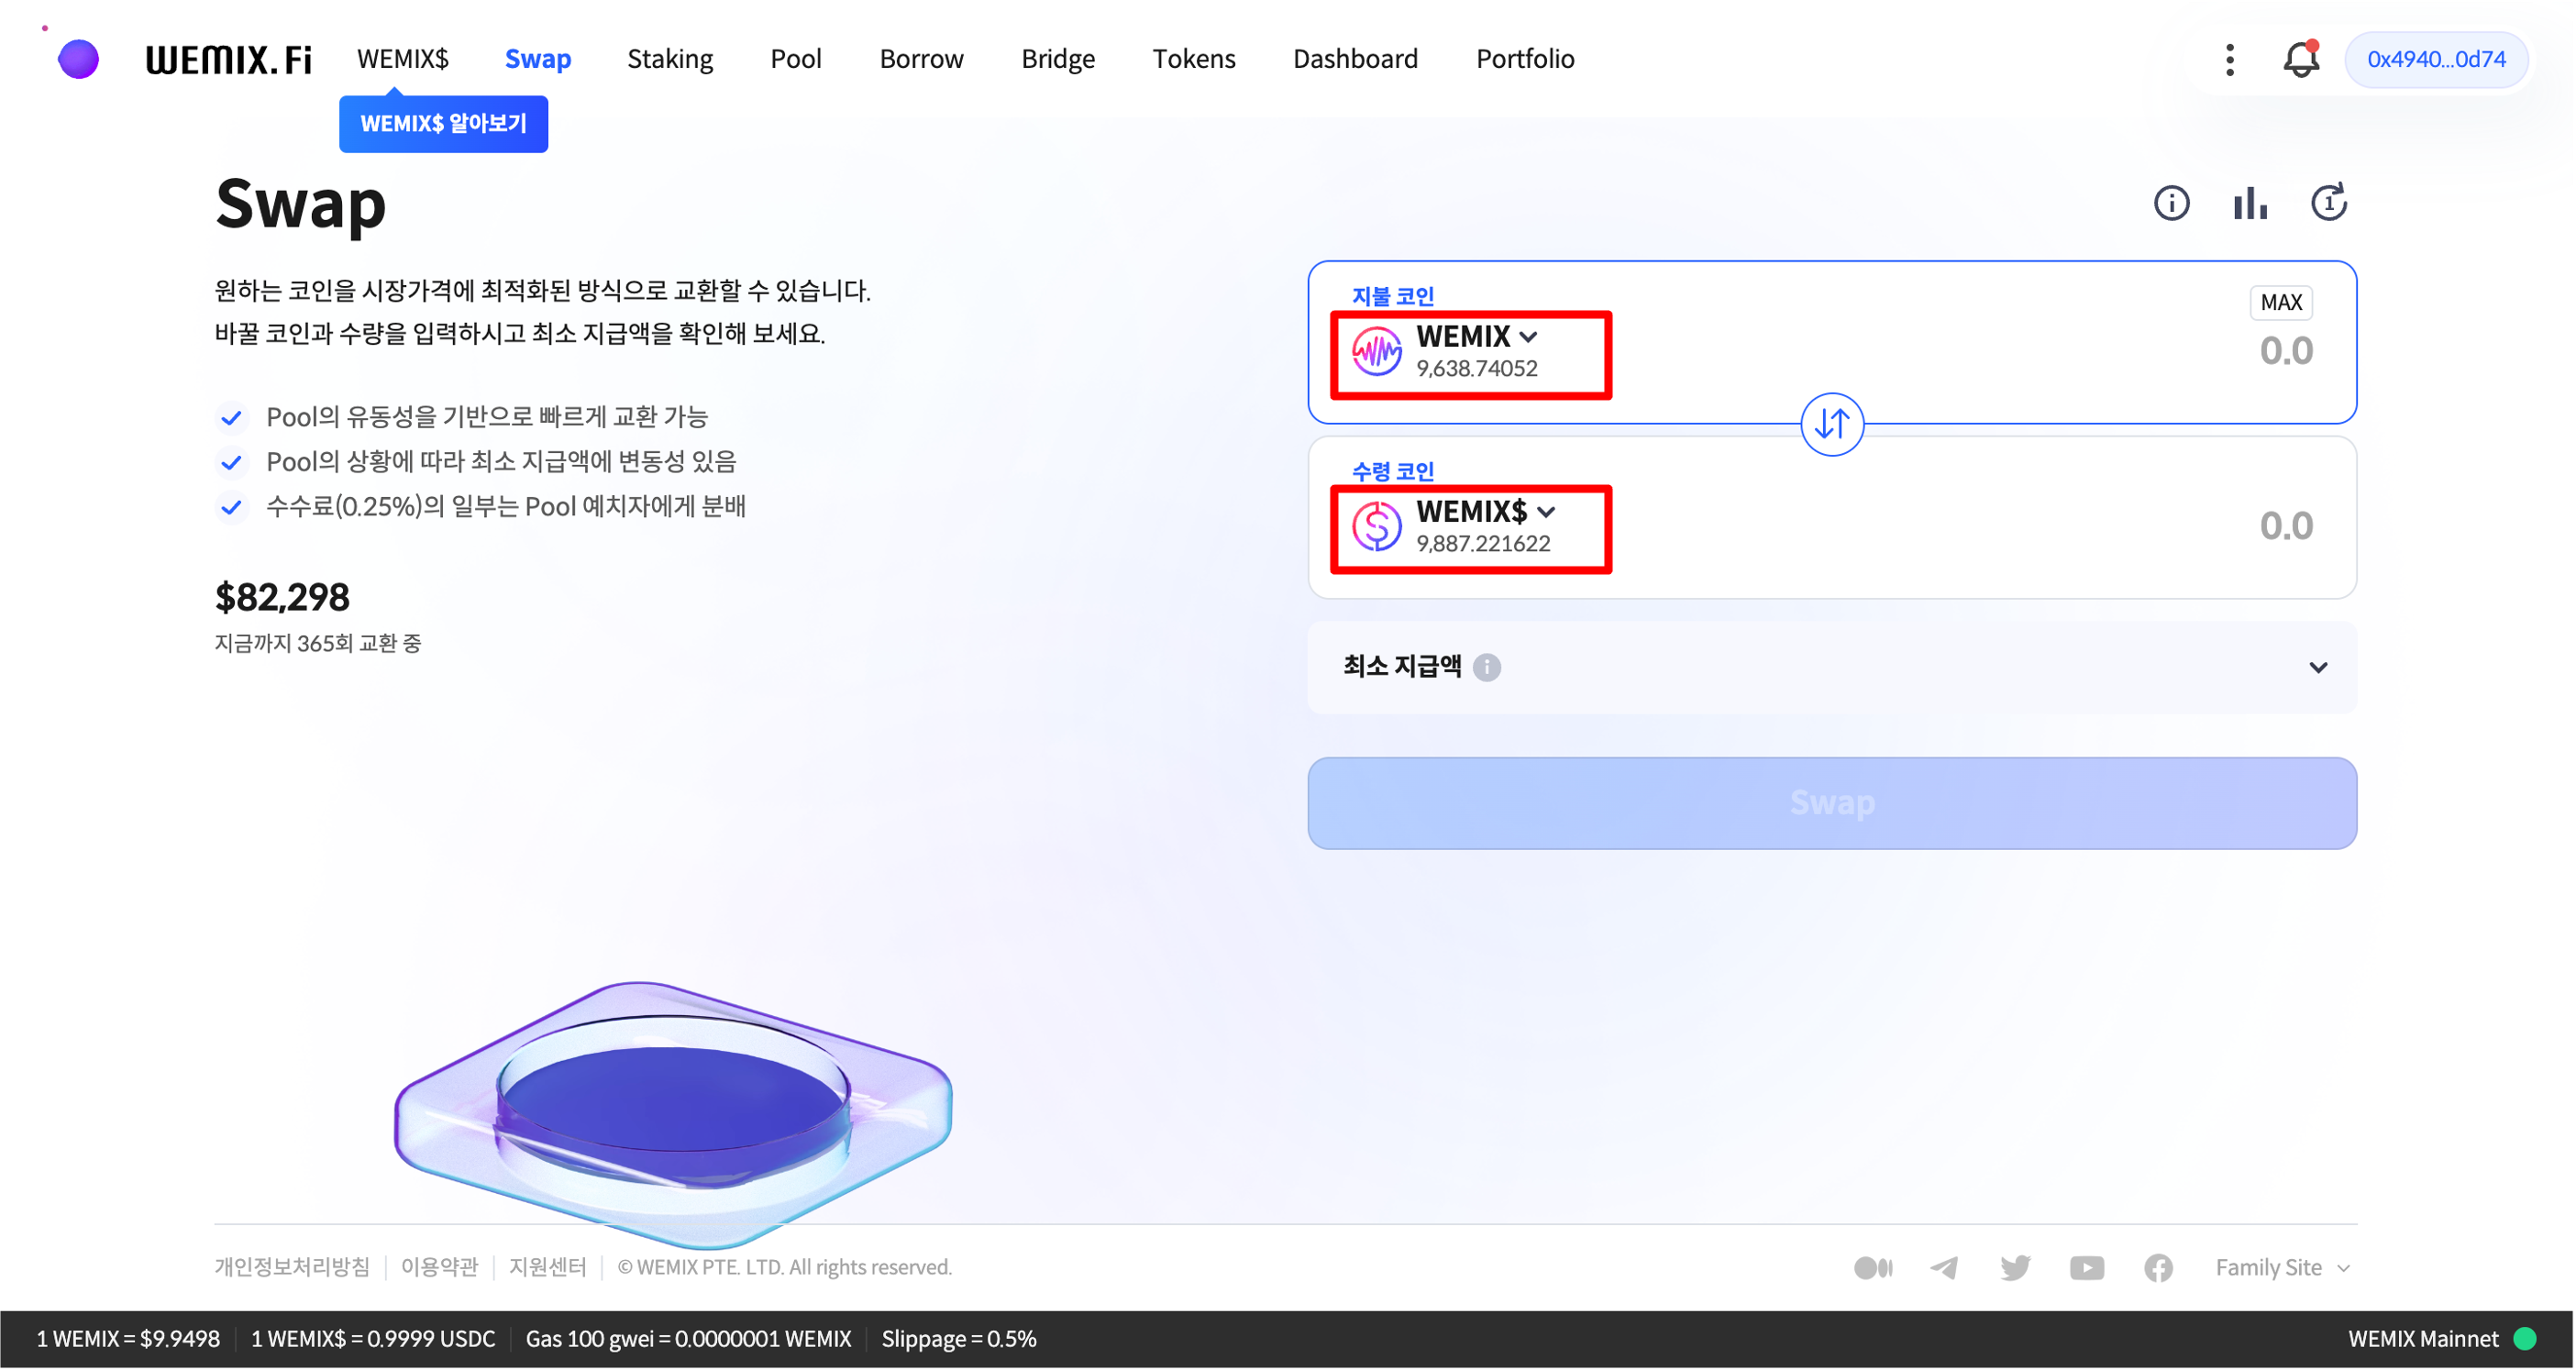 WEMIX.Fi
WEMIX$
Swap
Staking
Pool
Borrow
Bridge
Tokens
Dashboard
Portfolio
0x4940...0d74
WEMIX$ 알아보기
Swap
원하는 코인을 시장가격에 최적화된 방식으로 교환할 수 있습니다.
바꿀 코인과 수량을 입력하시고 최소 지급액을 확인해 보세요.
Pool의 유동성을 기반으로 빠르게 교환 가능
Pool의 상황에 따라 최소 지급액에 변동성 있음
수수료(0.25%)의 일부는 Pool 예치자에게 분배
$82,298
지금까지 365회 교환 중
1
지불 코인
MAX
WEMIX
9,638.74052
0.0
수령 코인
WEMIX$
9,887.221622
0.0
최소 지급액
Swap
개인정보처리방침
이용약관
지원센터
© WEMIX PTE. LTD. All rights reserved.
Family Site
1 WEMIX = $9.9498
1 WEMIX$ = 0.9999 USDC
Gas 100 gwei = 0.0000001 WEMIX
Slippage = 0.5%
WEMIX Mainnet